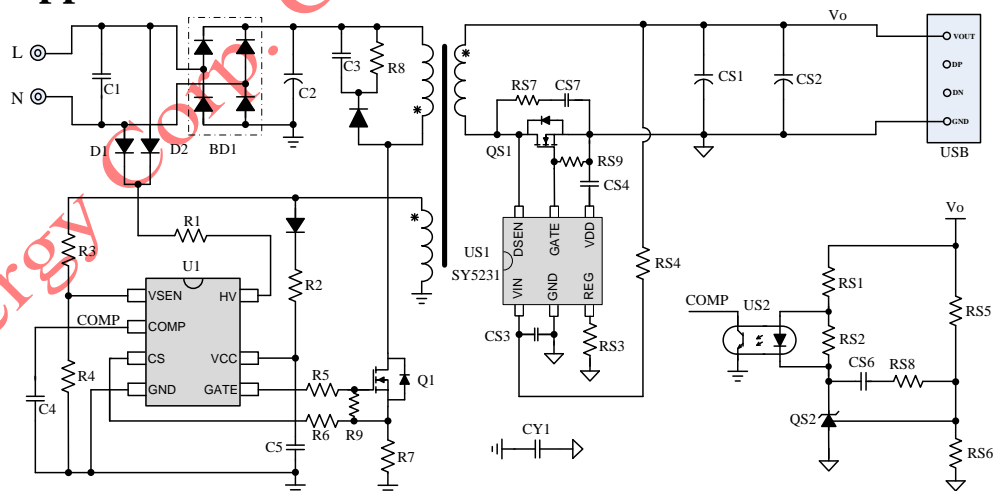 Corp. C
ergy C
L
N
C1
D1
D2
BD1
C2
C3
R8
RS7
CS7
QS1
RS9
CS4
CS1
CS2
Vo
VOUT
DP
DN
GND
USB
R1
R3
U1
VSEN
HV
COMP
COMP
CS
VCC
GND
GATE
R2
R4
C4
C5
R5
R6
R9
R7
Q1
US1
SY5231
DSEN
GATE
VDD
VIN
GND
REG
CS3
RS3
RS4
CY1
Vo
COMP
US2
RS1
RS2
RS5
CS6
RS8
QS2
RS6